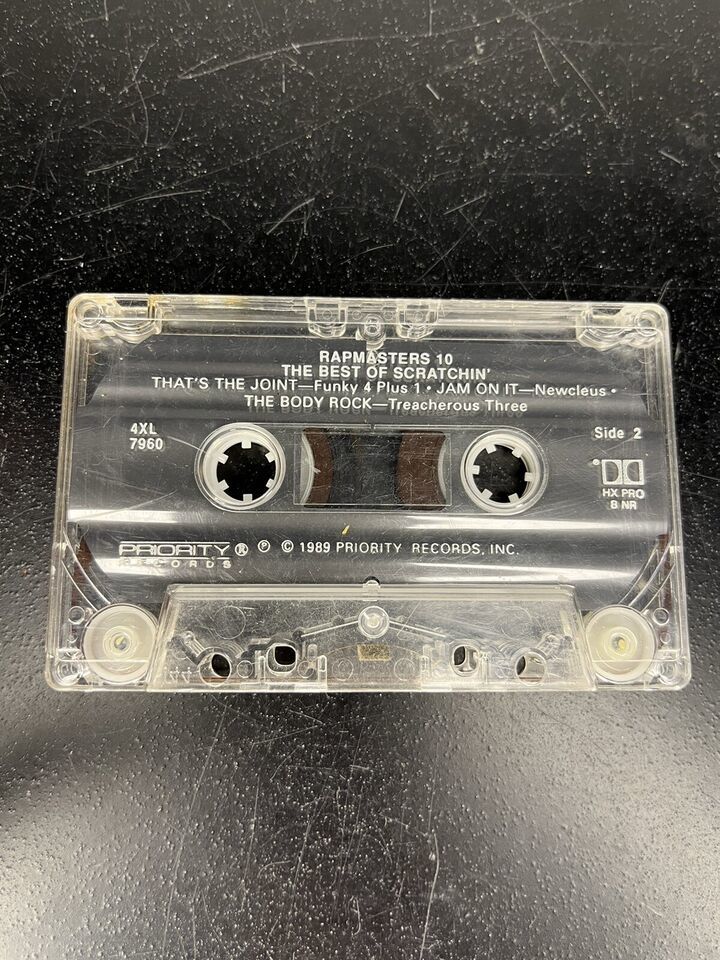 RAPMASTERS 10
THE BEST OF SCRATCHIN'
THAT'S THE JOINT—Funky 4 Plus 1 • JAM ON IT—Newcleus •
THE BODY ROCK—Treacherous Three
4XL
7960
Side 2
HX PRO
B NR
PRIORITY ® ℗ © 1989 PRIORITY RECORDS, INC.
RECORDS